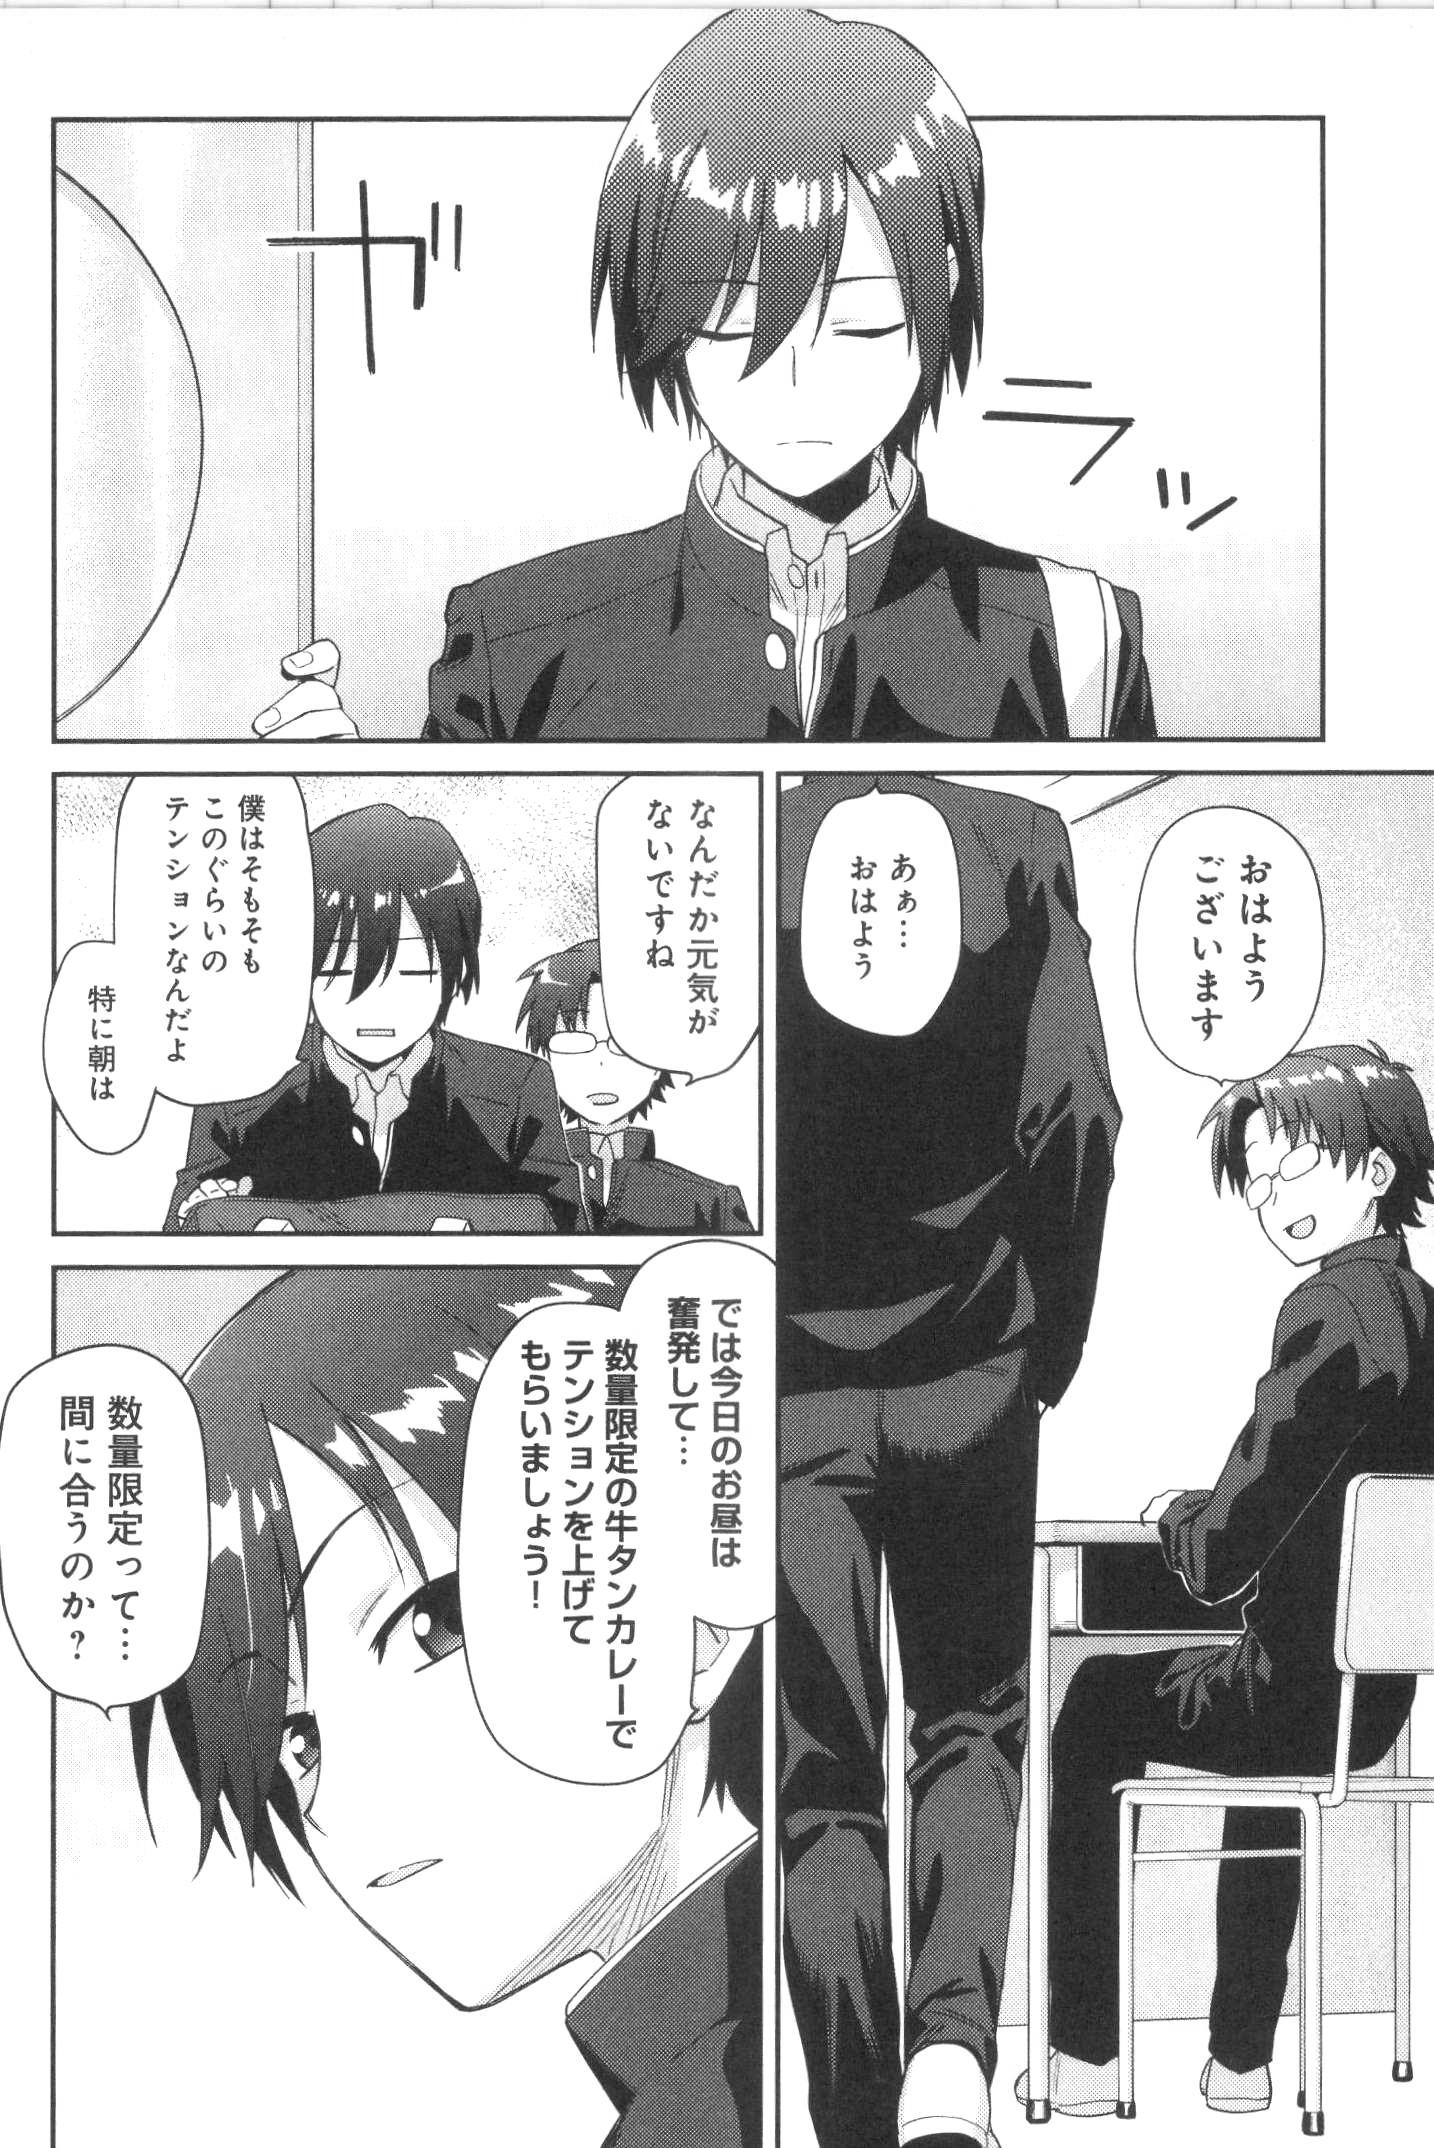 ガラッ
おはよう
ございます
あぁ…
おはよう
なんだか元気が
ないですね
僕はそもそも
このぐらいの
テンションなんだよ
特に朝は
では今日のお昼は
奮発して…
数量限定の牛タンカレーで
テンションを上げて
もらいましょう!
数量限定って…
間に合うのか?